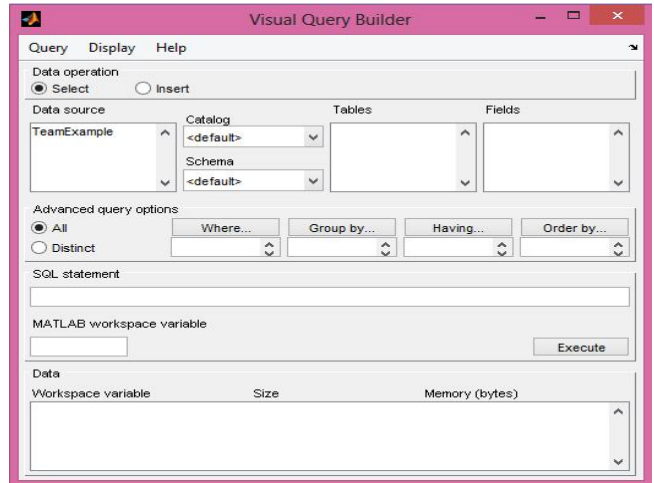 Visual Query Builder
Query Display Help
Data operation
Select Insert
Data source Catalog Tables Fields
TeamExample
<default>
Schema
<default>
Advanced query options
All Where... Group by... Having... Order by...
Distinct
SQL statement
MATLAB workspace variable
Execute
Data
Workspace variable Size Memory (bytes)